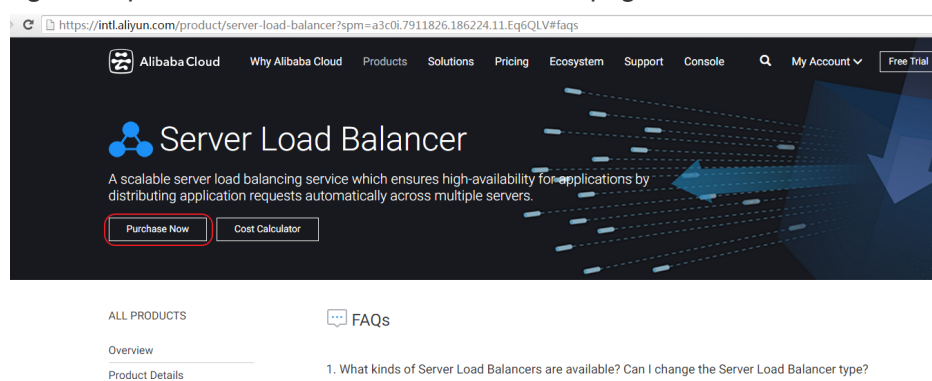 https://intl.aliyun.com/product/server-load-balancer?spm=a3c0i.7911826.186224.11.Eq6QLV#faqs
Alibaba Cloud Why Alibaba Cloud Products Solutions Pricing Ecosystem Support Console My Account Free Trial
Server Load Balancer
A scalable server load balancing service which ensures high-availability for applications by
distributing application requests automatically across multiple servers.
Purchase Now Cost Calculator
ALL PRODUCTS
FAQs
Overview
Product Details
1. What kinds of Server Load Balancers are available? Can I change the Server Load Balancer type?